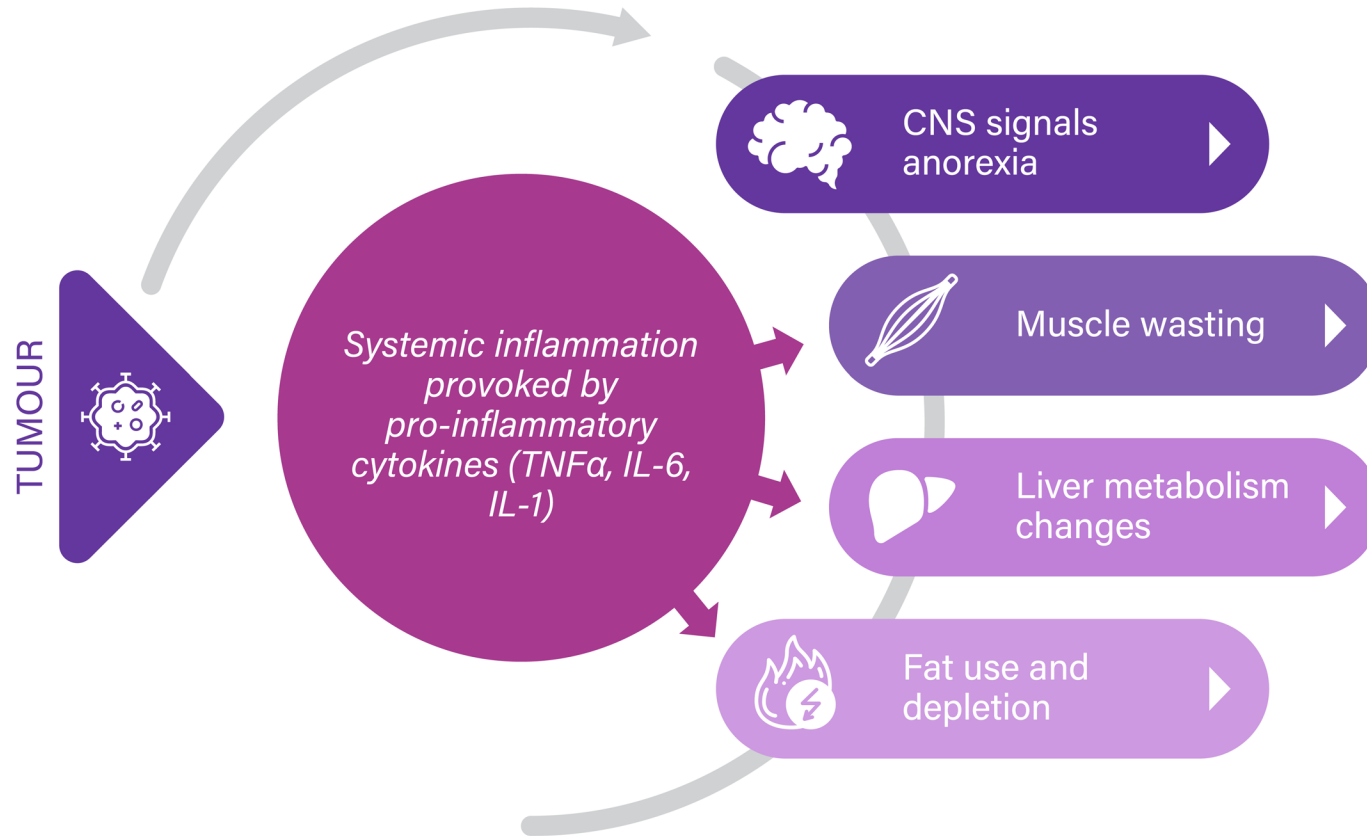 TUMOUR
Systemic inflammation
provoked by
pro-inflammatory
cytokines (TNFα, IL-6,
IL-1)
CNS signals
anorexia
Muscle wasting
Liver metabolism
changes
Fat use and
depletion